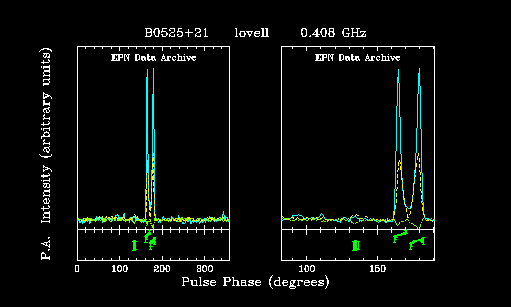 B0525+21 lovell 0.408 GHz
EPN Data Archive
EPN Data Archive
Intensity (arbitrary units)
P.A.
0 100 200 300
100 150
Pulse Phase (degrees)